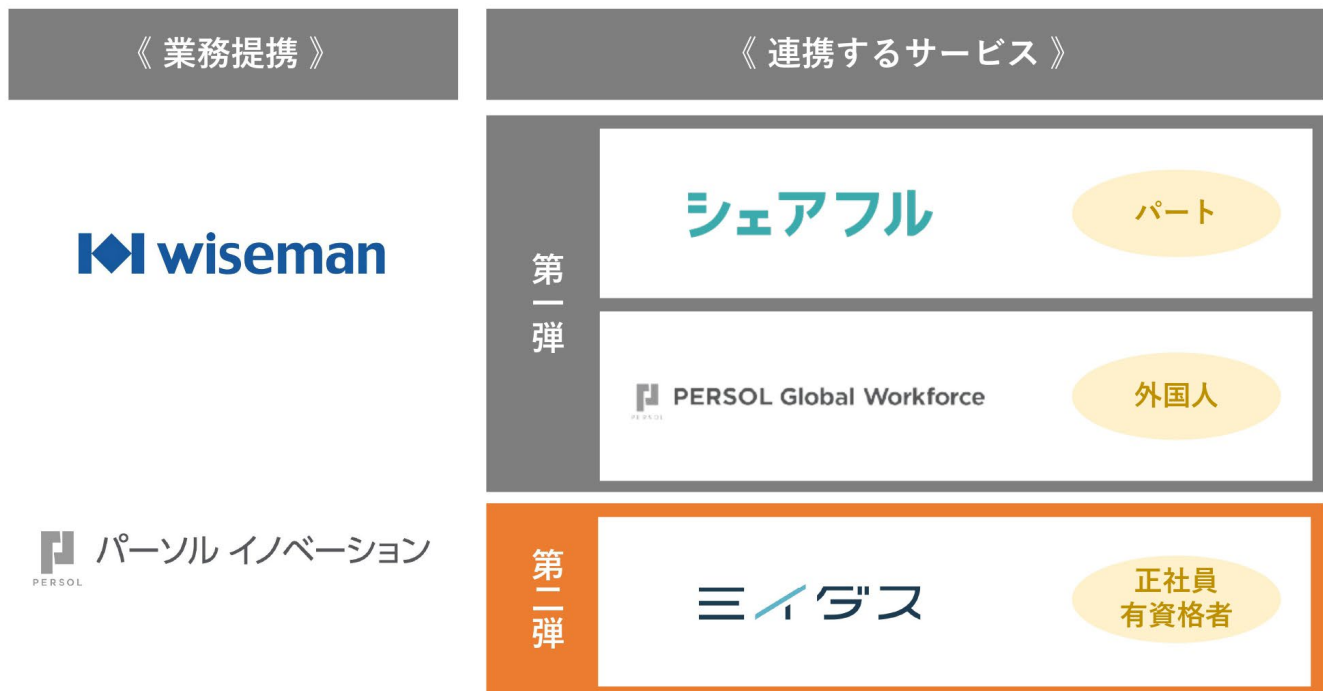 《 業務提携 》
《 連携するサービス 》
wiseman
パーソル イノベーション
PERSOL
第一弾
シェアフル
パート
PERSOL Global Workforce
PERSOL
外国人
第二弾
ミイダス
正社員
有資格者